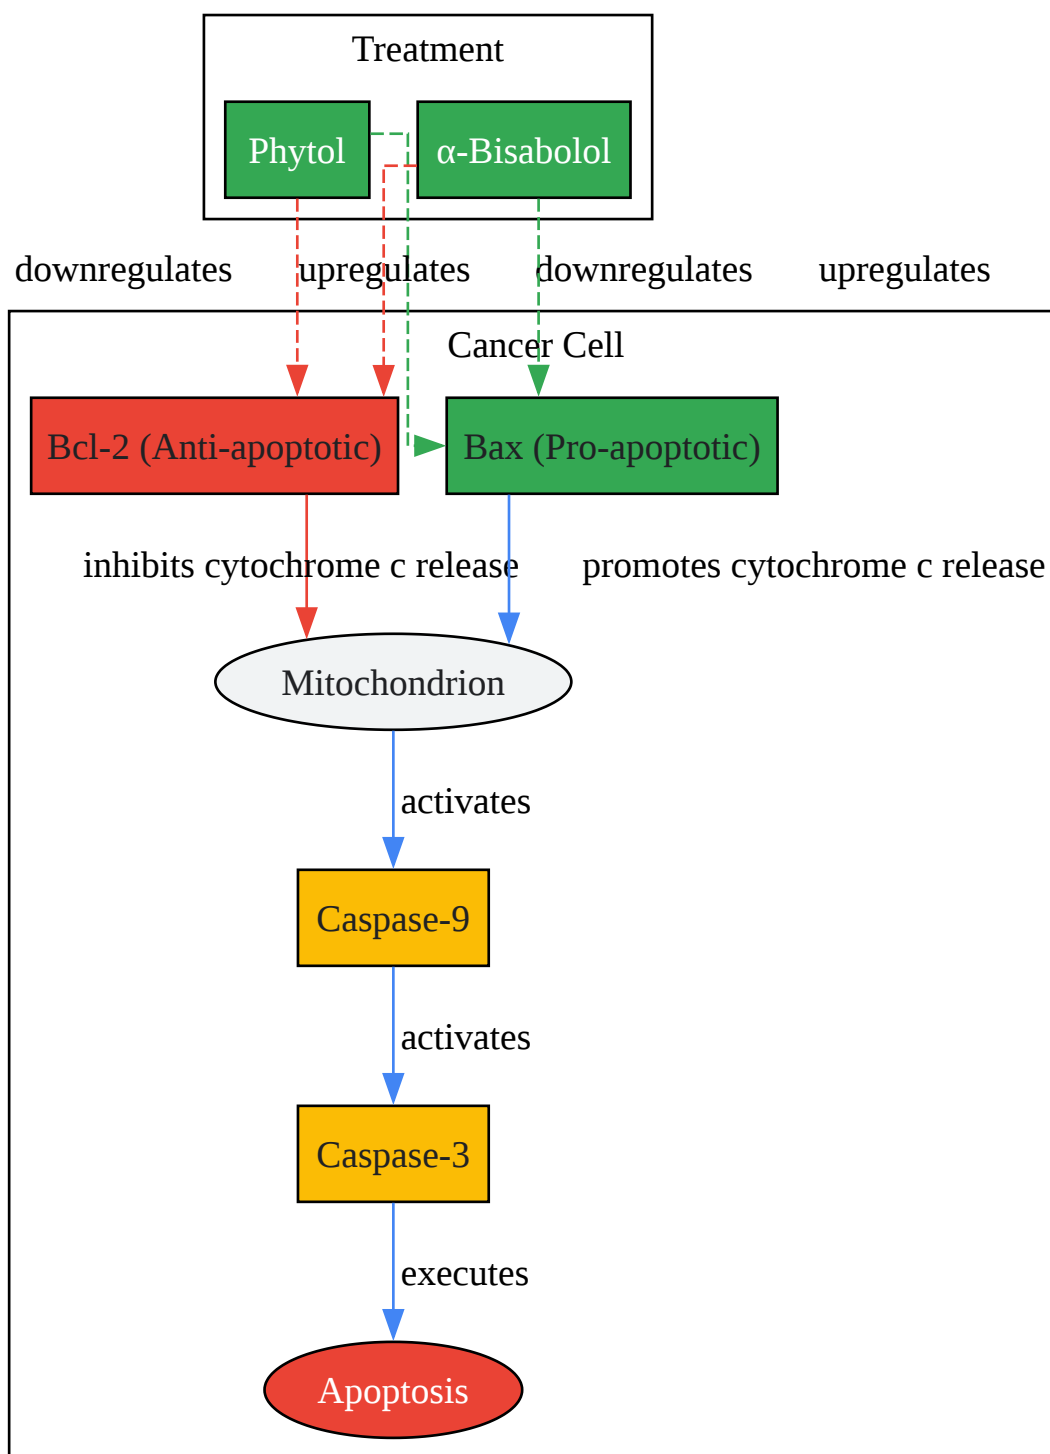 Treatment
Phytol
α-Bisabolol
downregulates
upregulates
downregulates
upregulates
Cancer Cell
Bcl-2 (Anti-apoptotic)
Bax (Pro-apoptotic)
inhibits cytochrome c release
promotes cytochrome c release
Mitochondrion
activates
Caspase-9
activates
Caspase-3
executes
Apoptosis